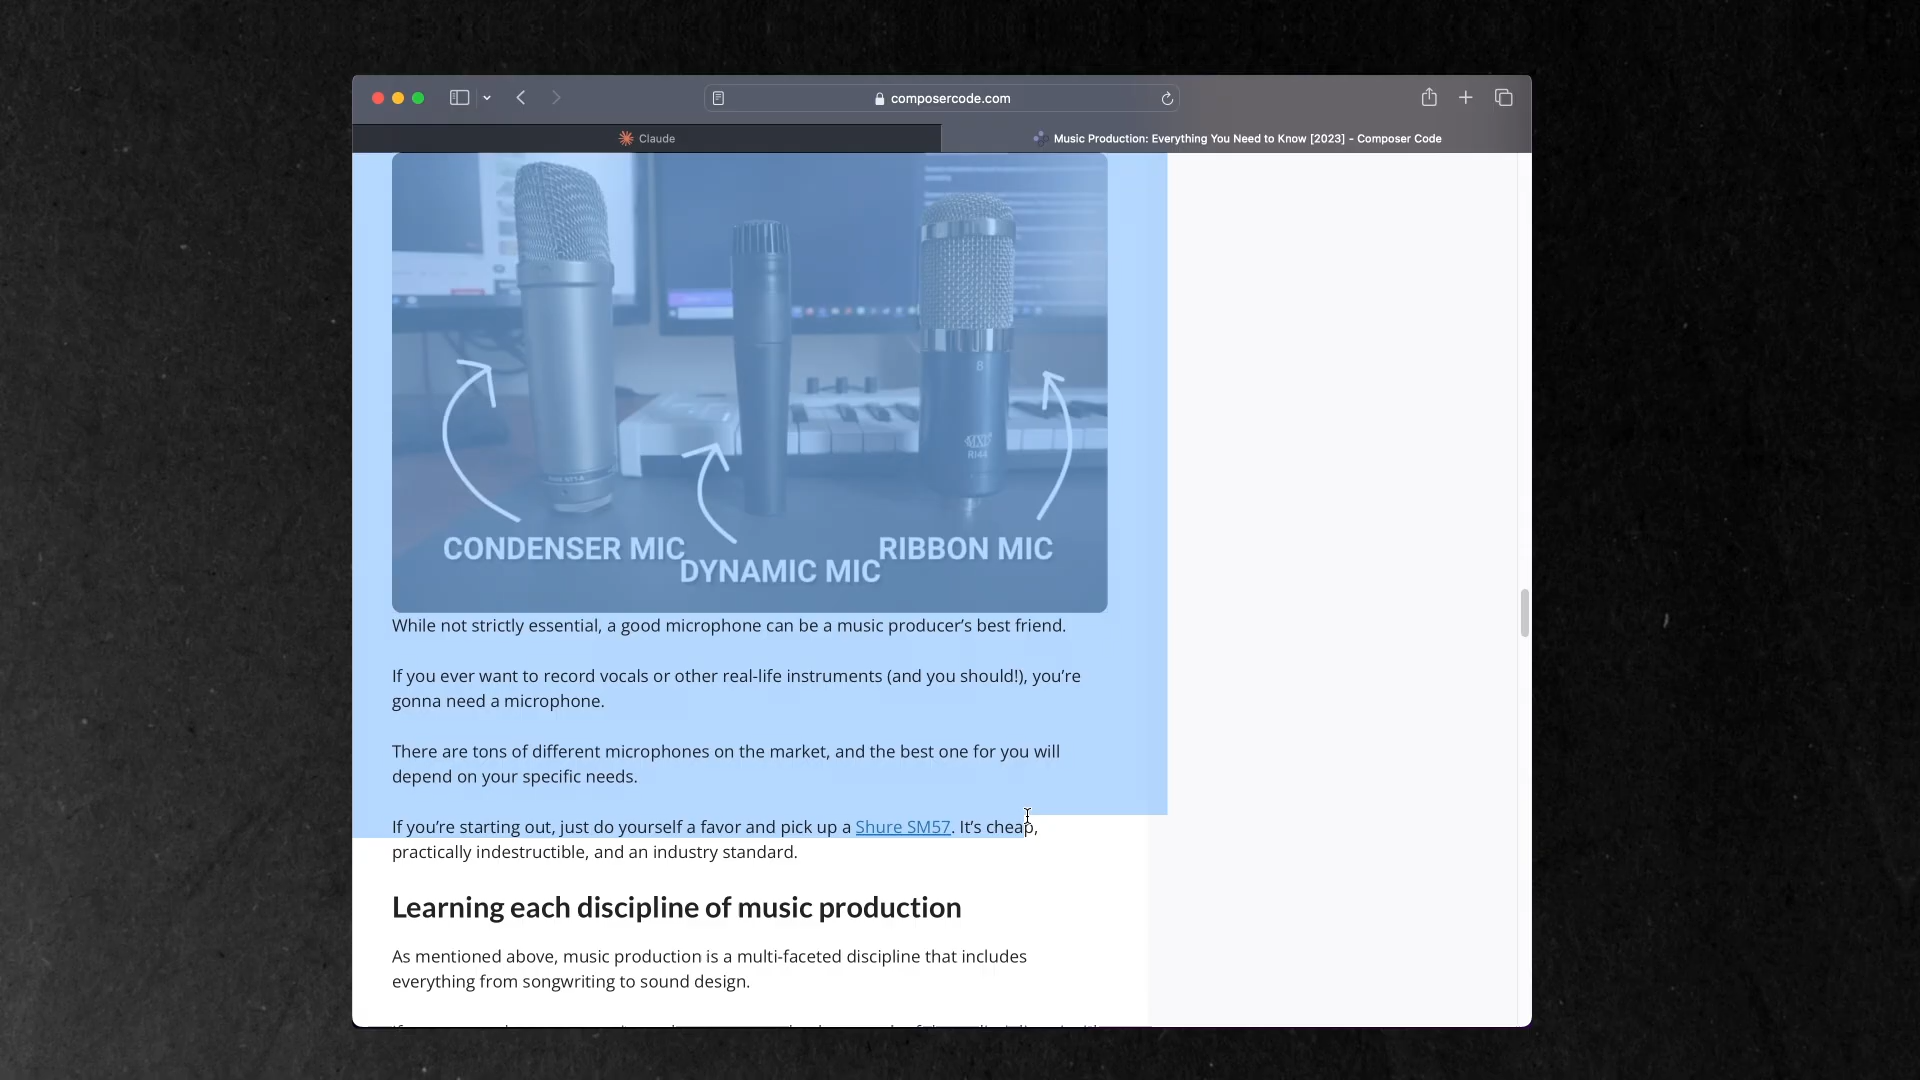 composercode.com
Claude
Music Production: Everything You Need to Know [2023] – Composer Code
8
MXL
R144
CONDENSER MIC
DYNAMIC MIC
RIBBON MIC
While not strictly essential, a good microphone can be a music producer’s best friend.
If you ever want to record vocals or other real-life instruments (and you should!), you’re
gonna need a microphone.
There are tons of different microphones on the market, and the best one for you will
depend on your specific needs.
If you’re starting out, just do yourself a favor and pick up a Shure SM57. It’s cheap,
practically indestructible, and an industry standard.
Learning each discipline of music production
As mentioned above, music production is a multi-faceted discipline that includes
everything from songwriting to sound design.